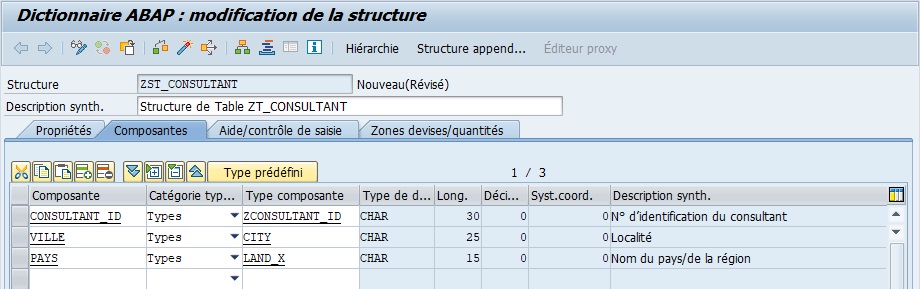 Dictionnaire ABAP : modification de la structure
Hiérarchie Structure append... Éditeur proxy
Structure ZST_CONSULTANT Nouveau(Révisé)
Description synth. Structure de Table ZT_CONSULTANT
Propriétés Composantes Aide/contrôle de saisie Zones devises/quantités
Type prédéfini 1 / 3
Composante Catégorie typ... Type composante Type de d... Long. Déci... Syst.coord. Description synth.
CONSULTANT_ID Types ZCONSULTANT_ID CHAR 30 0 0 N° d'identification du consultant
VILLE Types CITY CHAR 25 0 0 Localité
PAYS Types LAND_X CHAR 15 0 0 Nom du pays/de la région